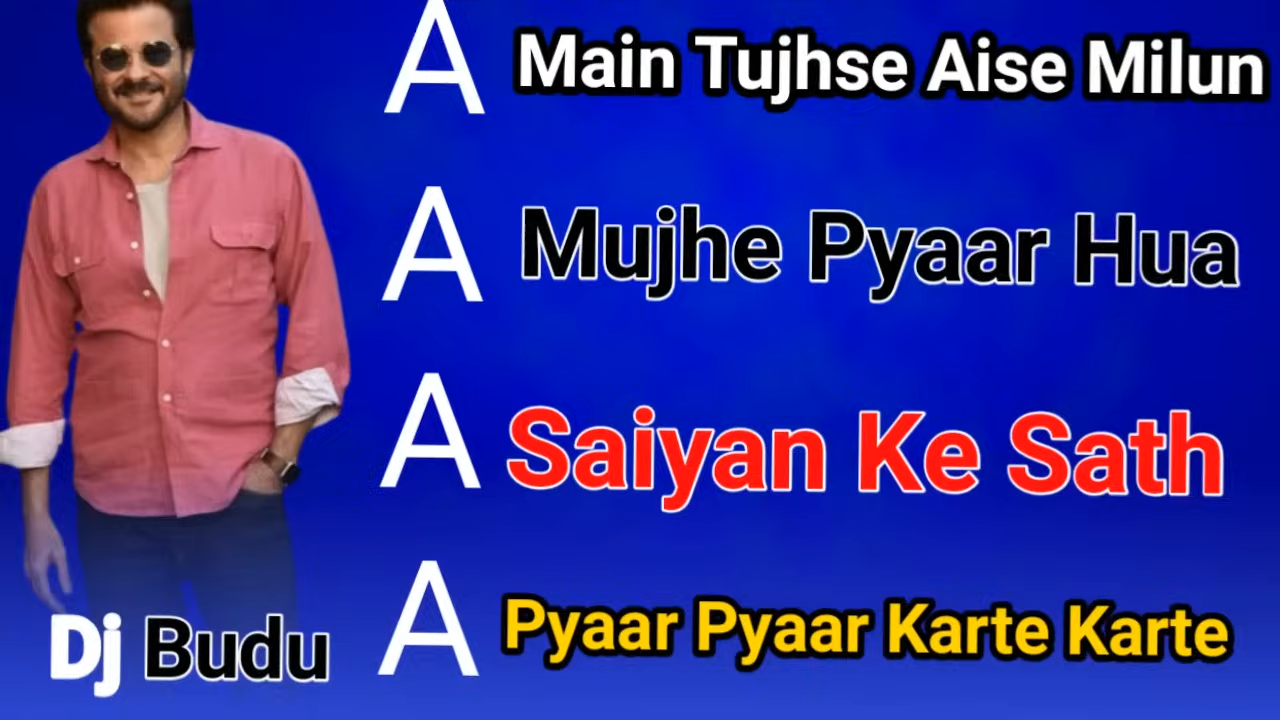 A Main Tujhse Aise Milun
A Mujhe Pyaar Hua
A Saiyan Ke Sath
A Pyaar Pyaar Karte Karte
Dj Budu